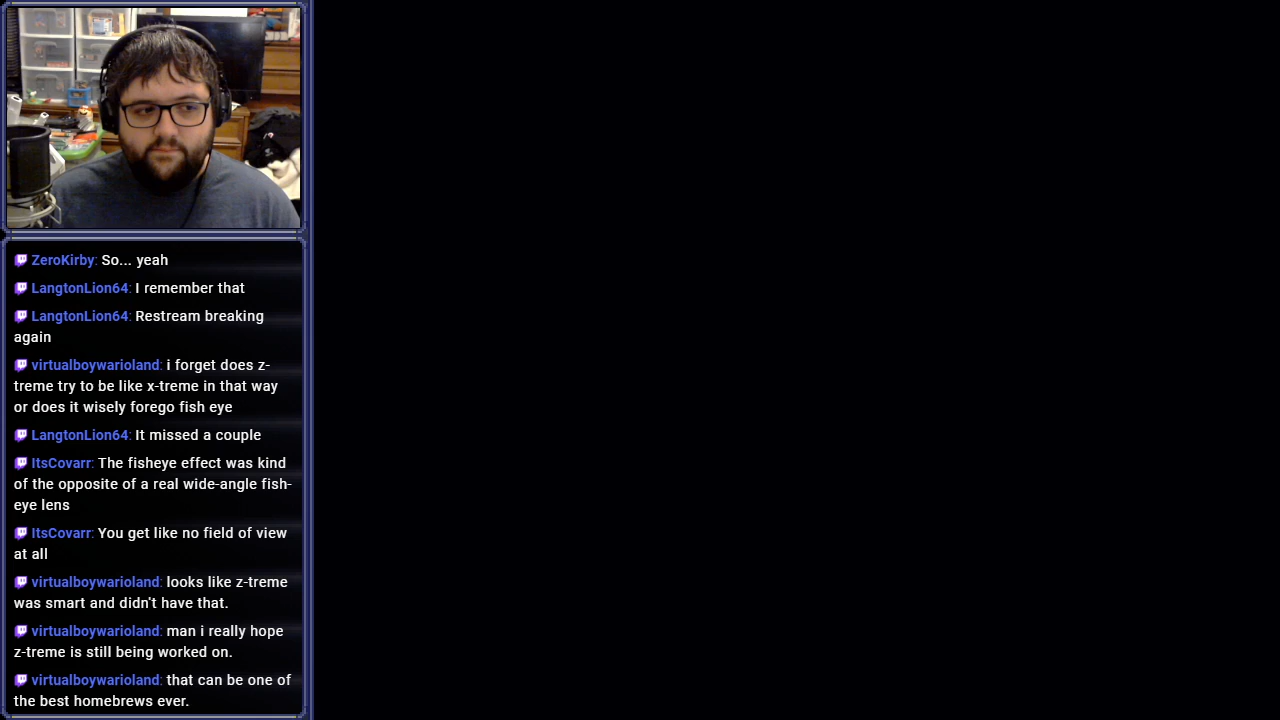 ZeroKirby: So... yeah
LangtonLion64: I remember that
LangtonLion64: Restream breaking
again
virtualboywarioland: i forget does z-
treme try to be like x-treme in that way
or does it wisely forego fish eye
LangtonLion64: It missed a couple
ItsCovarr: The fisheye effect was kind
of the opposite of a real wide-angle fish-
eye lens
ItsCovarr: You get like no field of view
at all
virtualboywarioland: looks like z-treme
was smart and didn't have that.
virtualboywarioland: man i really hope
z-treme is still being worked on.
virtualboywarioland: that can be one of
the best homebrews ever.